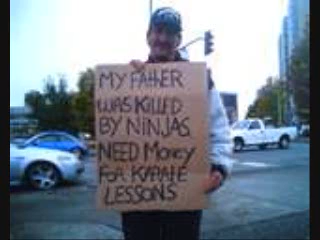 MY FATHER
WAS KILLED
BY NINJAS.
NEED MONEY
FOR KARATE
LESSONS